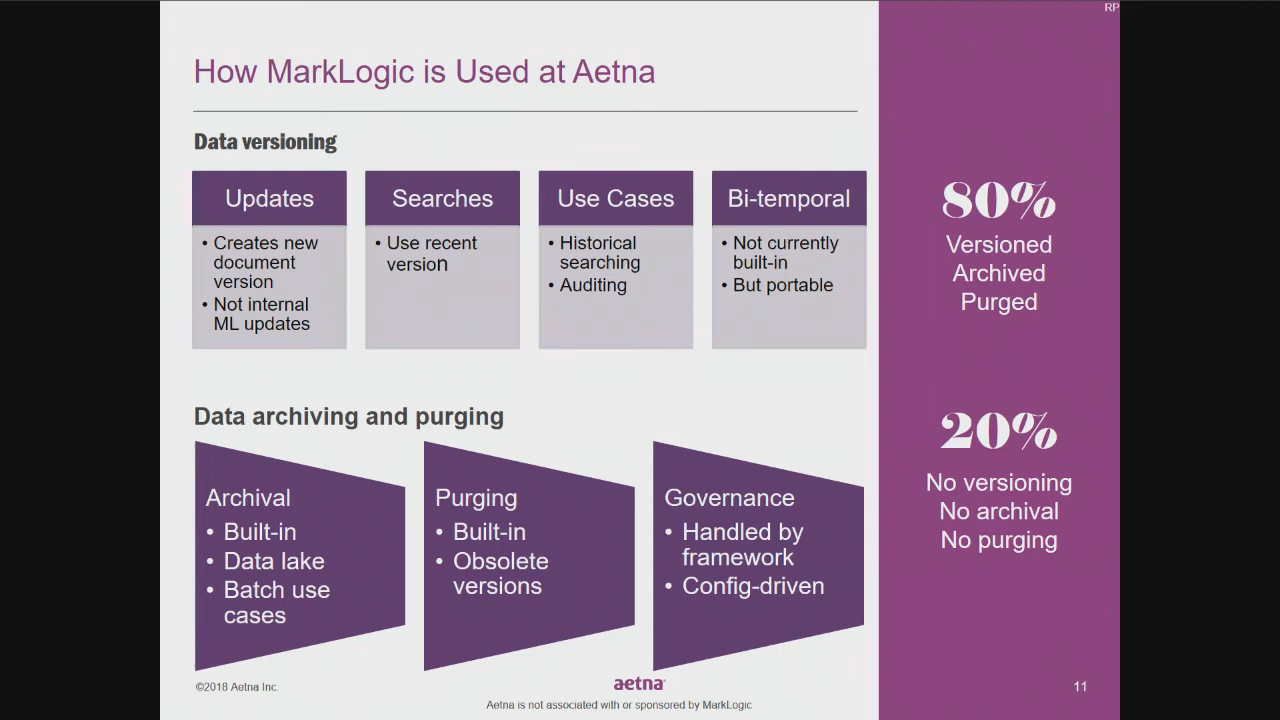 RP
How MarkLogic is Used at Aetna
Data versioning
Updates
• Creates new
document
version
• Not internal
ML updates
Searches
• Use recent
version
Use Cases
• Historical
searching
• Auditing
Bi-temporal
• Not currently
built-in
• But portable
80%
Versioned
Archived
Purged
Data archiving and purging
Archival
• Built-in
• Data lake
• Batch use
cases
Purging
• Built-in
• Obsolete
versions
Governance
• Handled by
framework
• Config-driven
20%
No versioning
No archival
No purging
©2018 Aetna Inc.
aetna
Aetna is not associated with or sponsored by MarkLogic
11